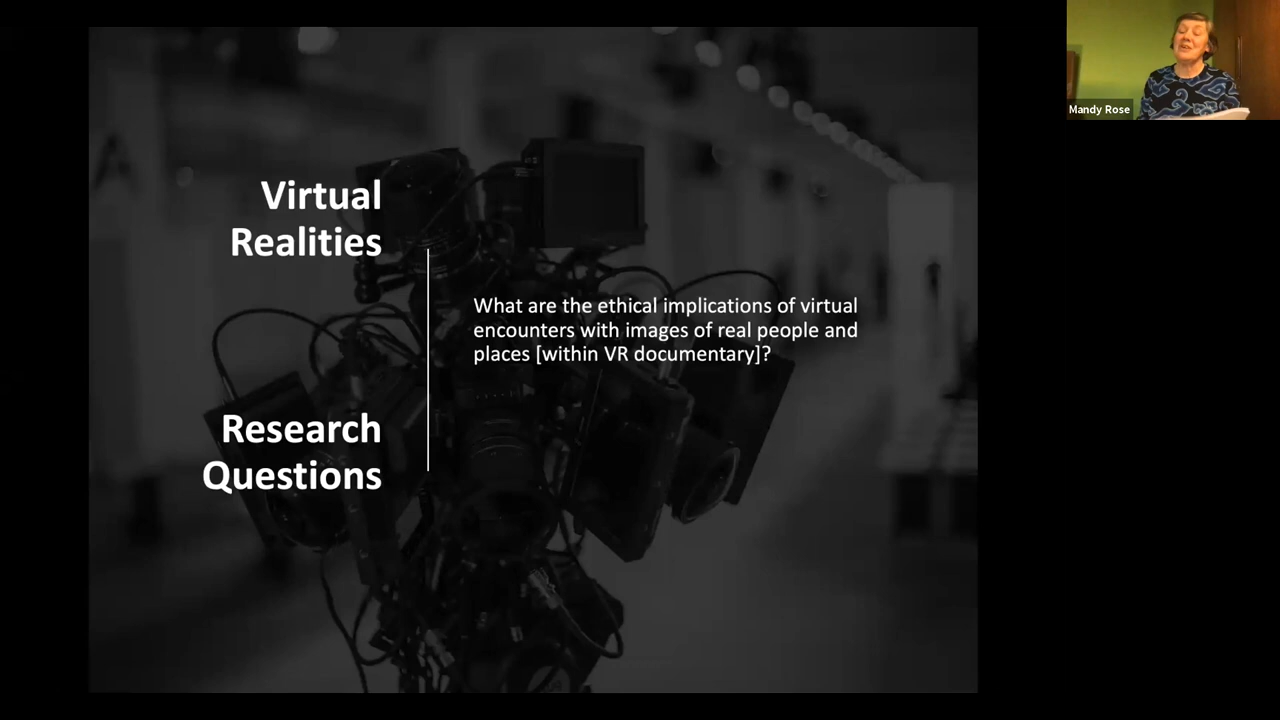 Virtual
Realities
What are the ethical implications of virtual
encounters with images of real people and
places [within VR documentary]?
Research
Questions
Mandy Rose